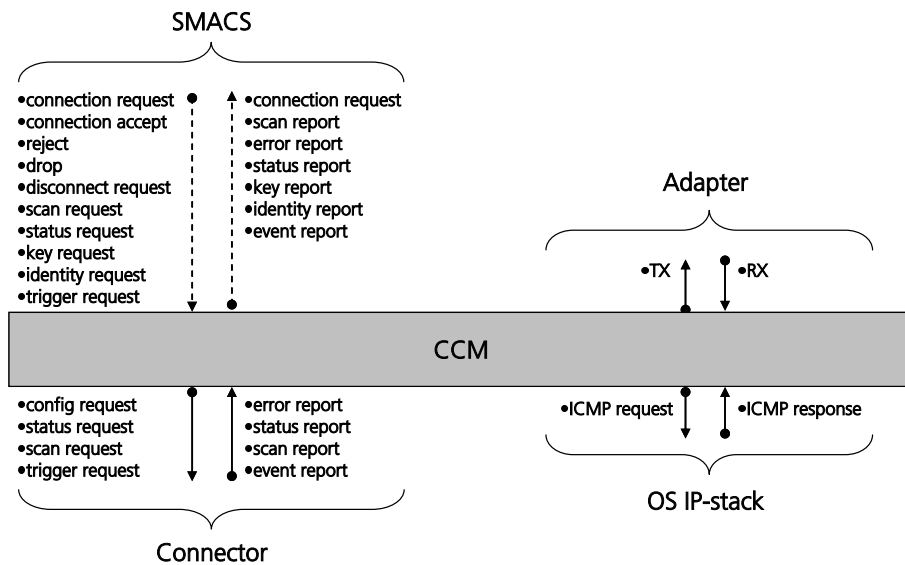 SMACS
•connection request
•connection accept
•reject
•drop
•disconnect request
•scan request
•status request
•key request
•identity request
•trigger request
•connection request
•scan report
•error report
•status report
•key report
•identity report
•event report
Adapter
•TX
•RX
CCM
•config request
•status request
•scan request
•trigger request
•error report
•status report
•scan report
•event report
Connector
•ICMP request
•ICMP response
OS IP-stack